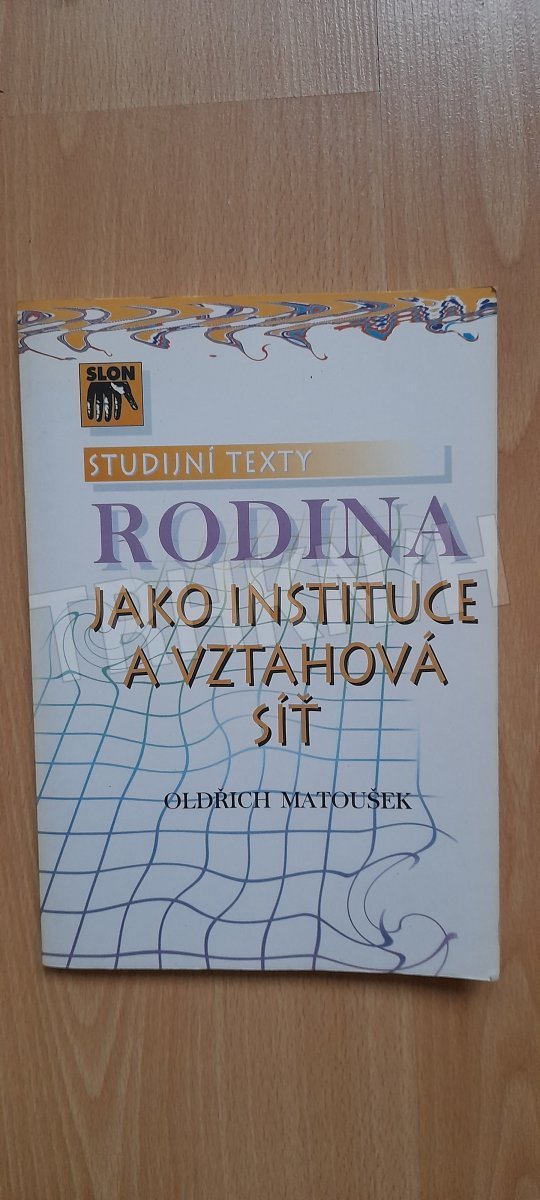 SLON
STUDIJNÍ TEXTY
RODINA
JAKO INSTITUCE
A VZTAHOVÁ
SÍŤ
OLDŘICH MATOUŠEK